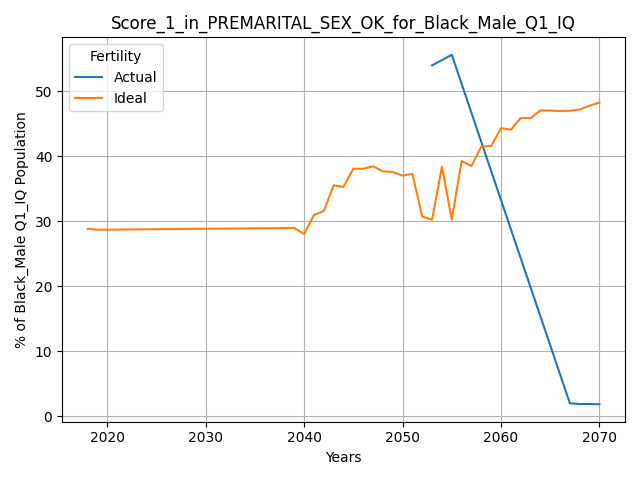 Score_1_in_PREMARITAL_SEX_OK_for_Black_Male_Q1_IQ
Fertility
Actual
Ideal
% of Black_Male Q1_IQ Population
50
40
30
20
10
0
2020 2030 2040 2050 2060 2070
Years